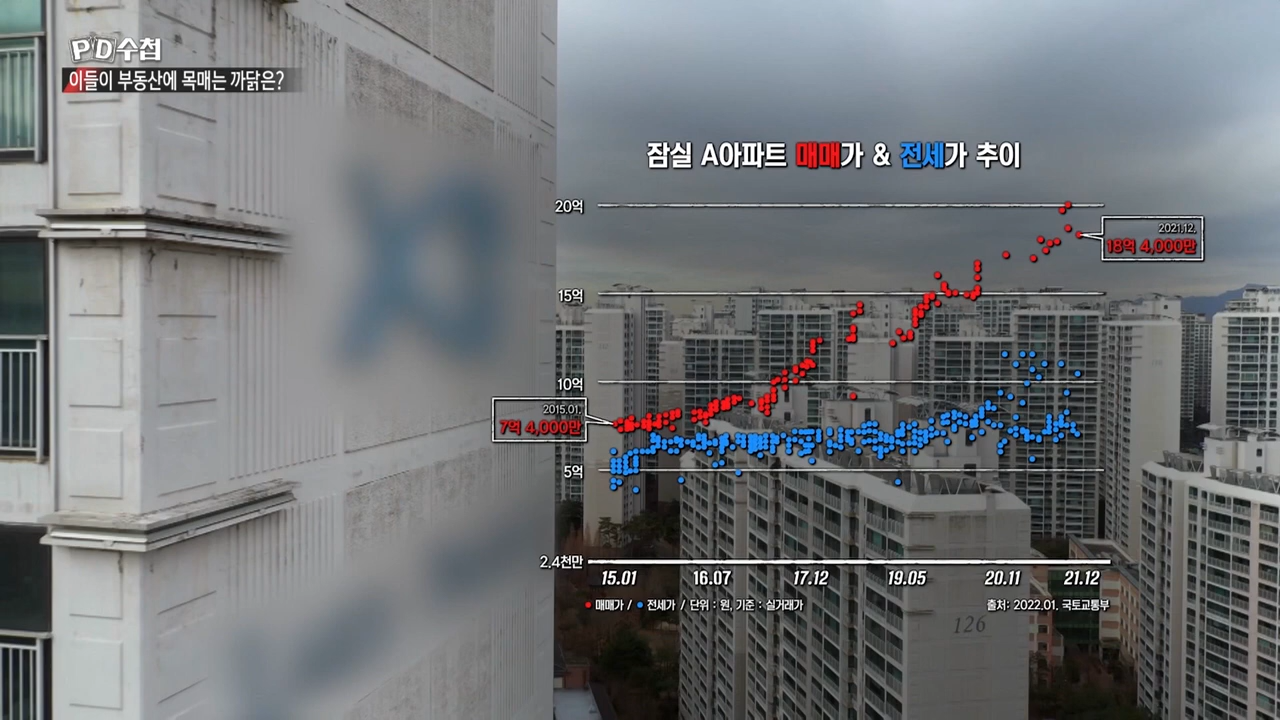 PD수첩
이들이 부동산에 목매는 까닭은?
잠실 A아파트 매매가 & 전세가 추이
20억
2021.12.
18억 4,000만
15억
10억
2015.01.
7억 4,000만
5억
2.4천만
15.01 16.07 17.12 19.05 20.11 21.12
매매가 / 전세가 / 단위 : 원, 기준 : 실거래가
출처: 2022.01. 국토교통부
126